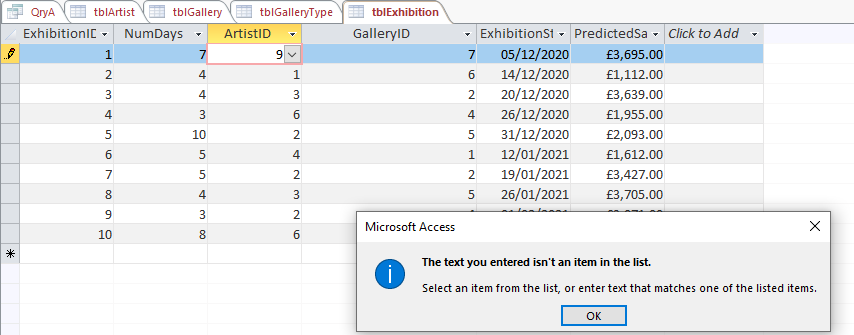 QryA tblArtist tblGallery tblGalleryType tblExhibition
ExhibitionID NumDays ArtistID GalleryID ExhibitionSt PredictedSa Click to Add
1 7 9 7 05/12/2020 £3,695.00
2 4 1 6 14/12/2020 £1,112.00
3 4 3 2 20/12/2020 £3,639.00
4 3 6 4 26/12/2020 £1,955.00
5 10 2 5 31/12/2020 £2,093.00
6 5 4 1 12/01/2021 £1,612.00
7 5 2 2 19/01/2021 £3,427.00
8 4 3 5 26/01/2021 £3,705.00
9 3 2
10 8 6
Microsoft Access
The text you entered isn't an item in the list.
Select an item from the list, or enter text that matches one of the listed items.
OK